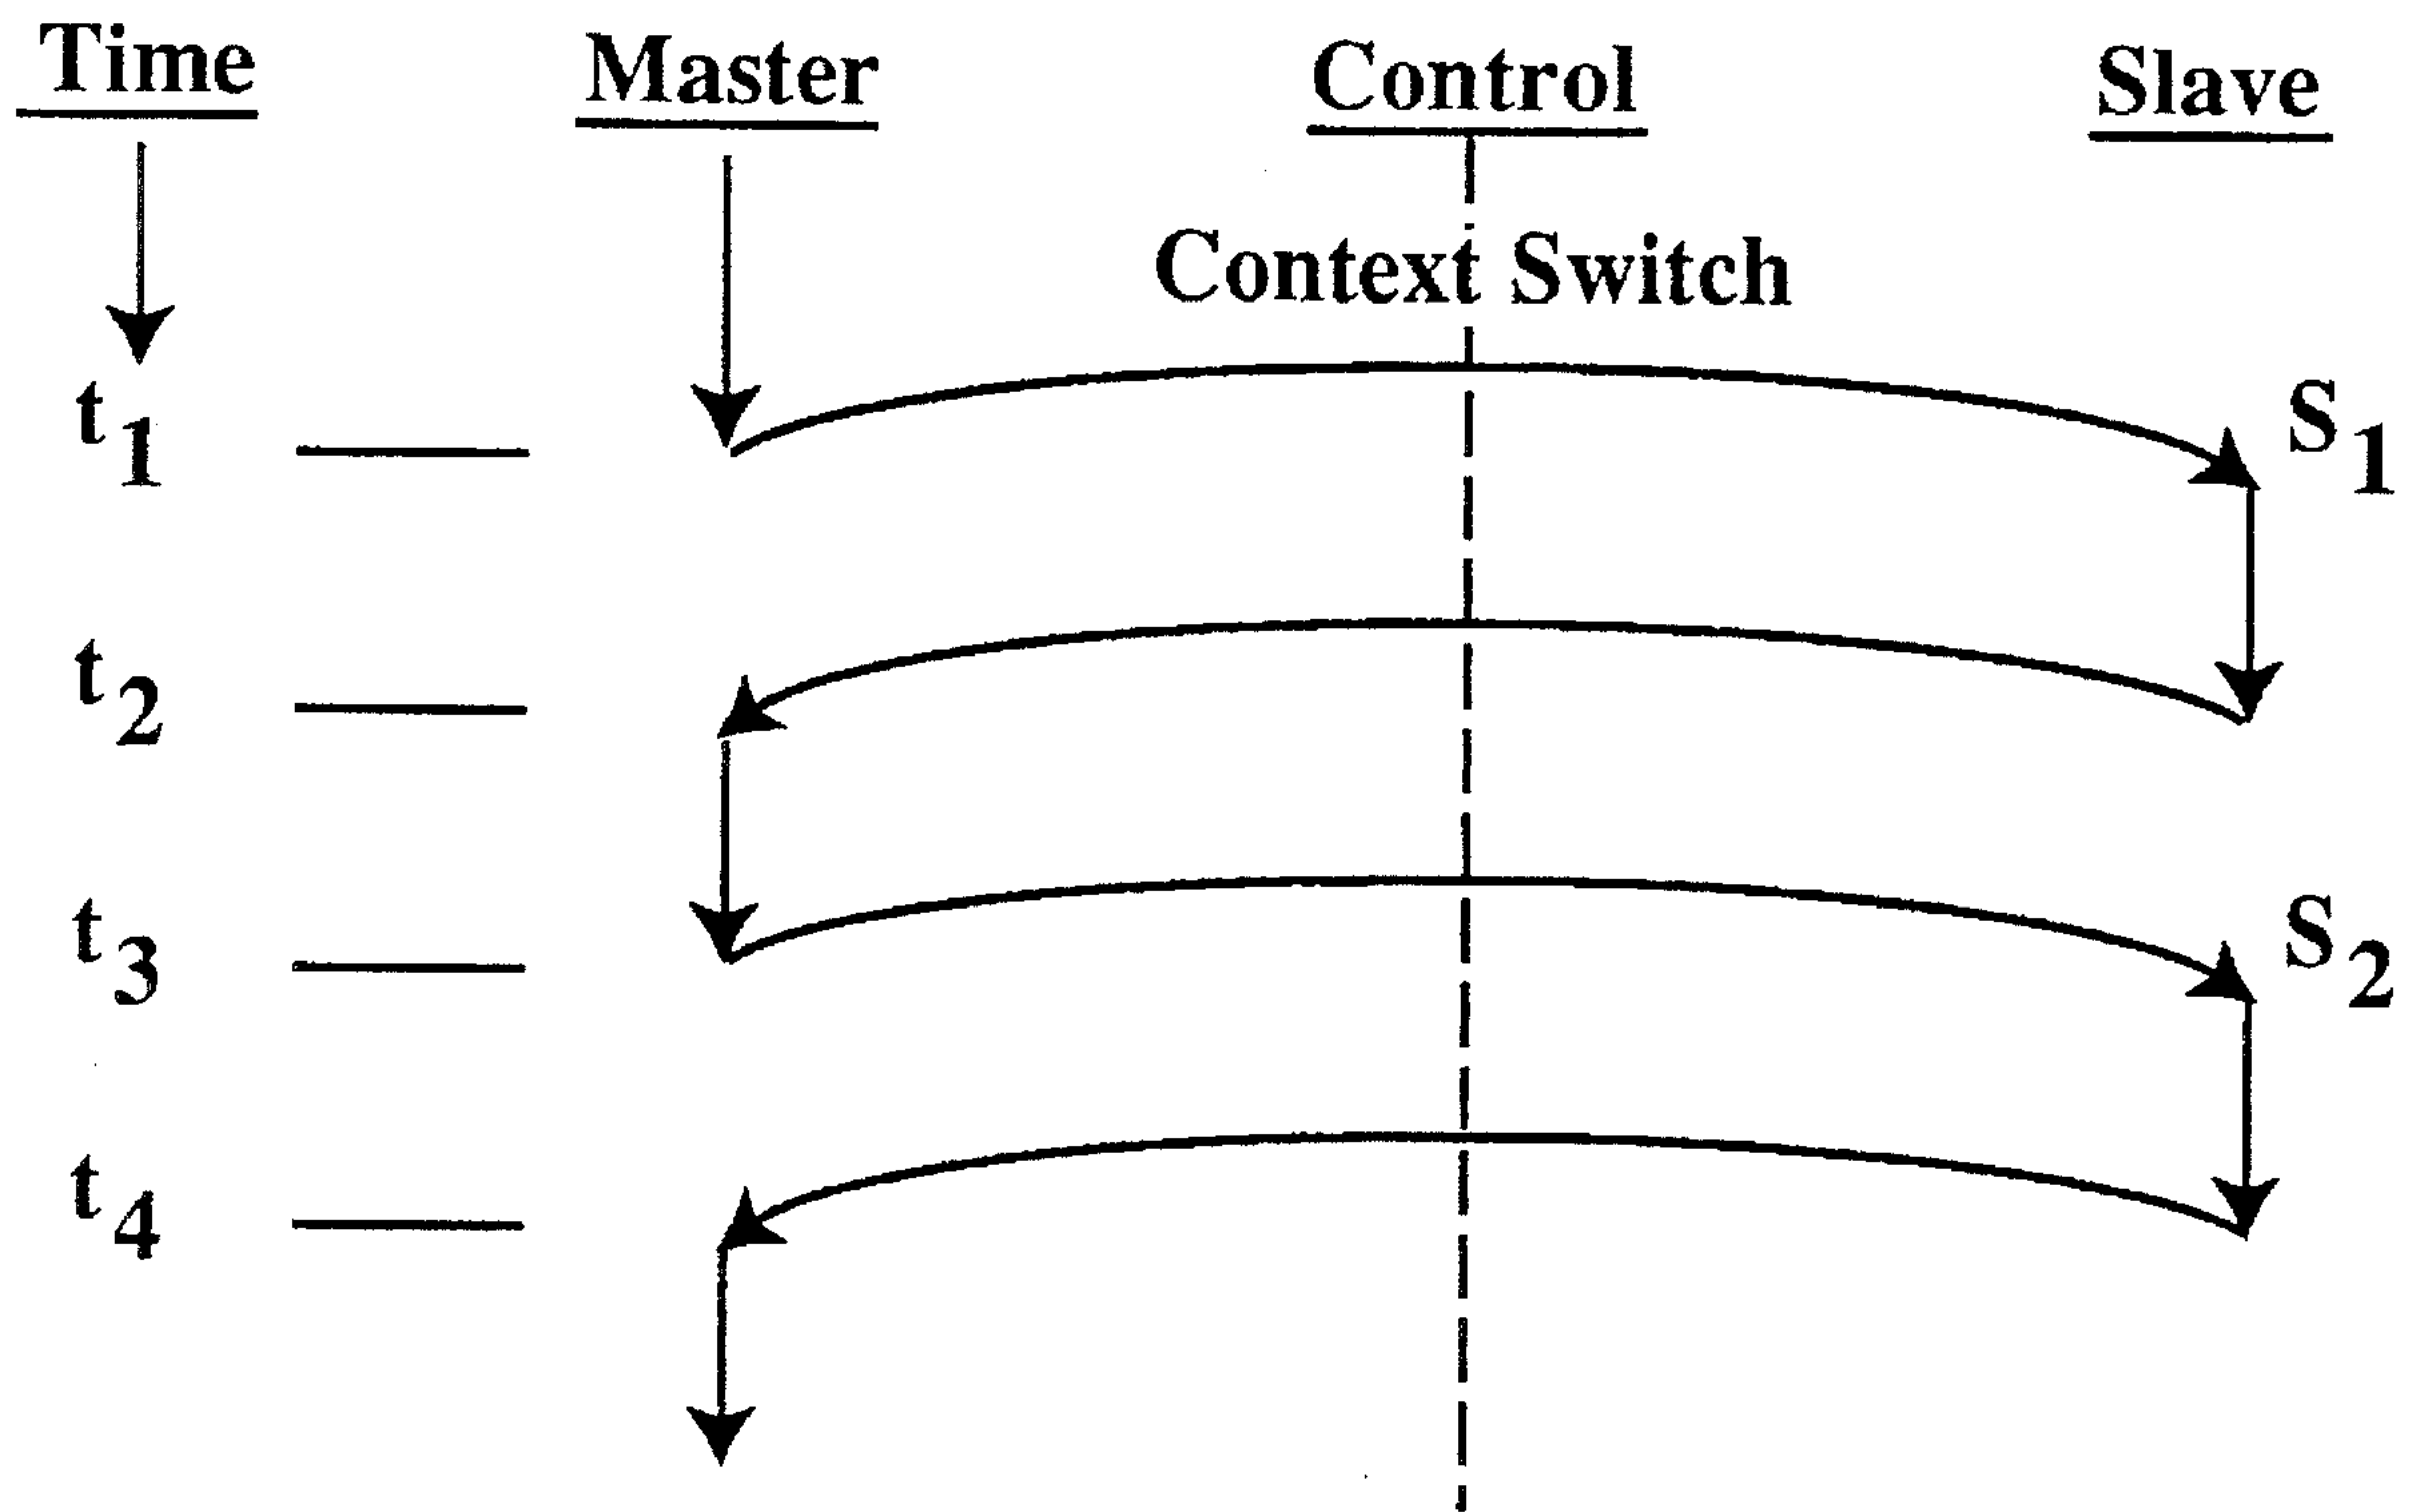 Time Master Control Slave
Context Switch
t1 S1
t2
t3 S2
t4